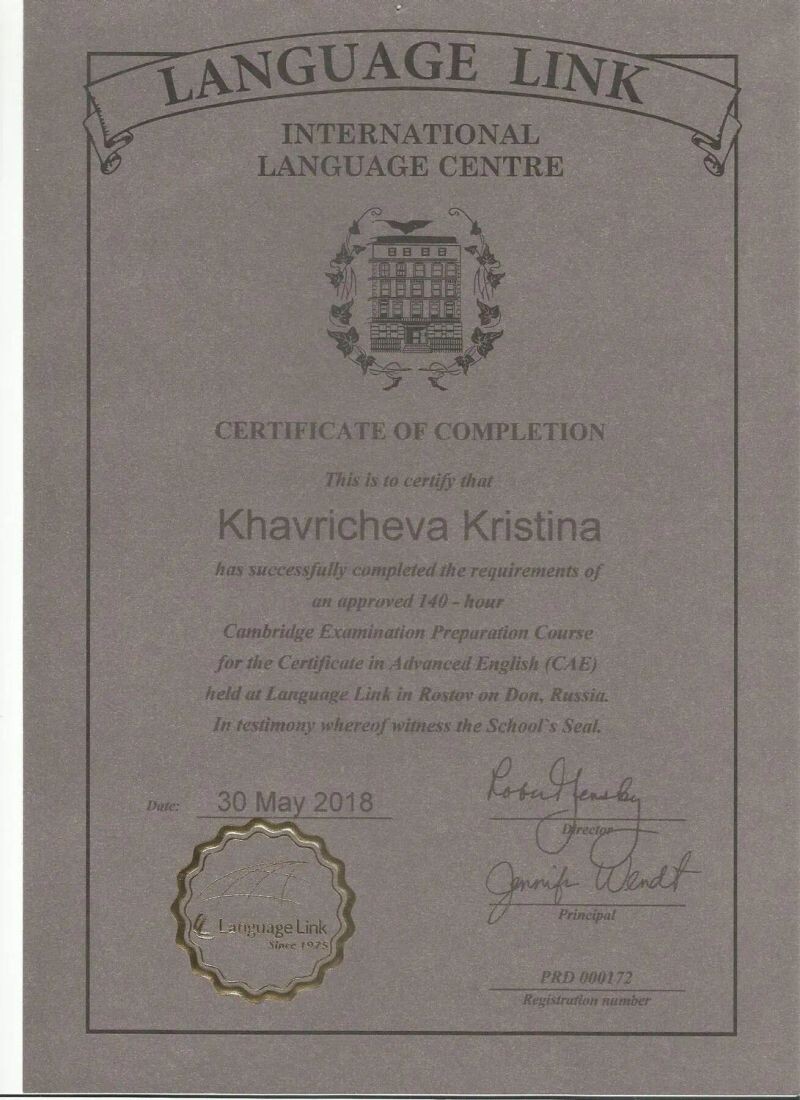 LANGUAGE LINK
INTERNATIONAL
LANGUAGE CENTRE
CERTIFICATE OF COMPLETION
This is to certify that
Khavricheva Kristina
has successfully completed the requirements of
an approved 140 - hour
Cambridge Examination Preparation Course
for the Certificate in Advanced English (CAE)
held at Language Link in Rostov on Don, Russia.
In testimony whereof witness the School`s Seal.
Date: 30 May 2018
Director
Jennifer Wendt
Principal
Language Link
Since 1975
PRD 000172
Registration number